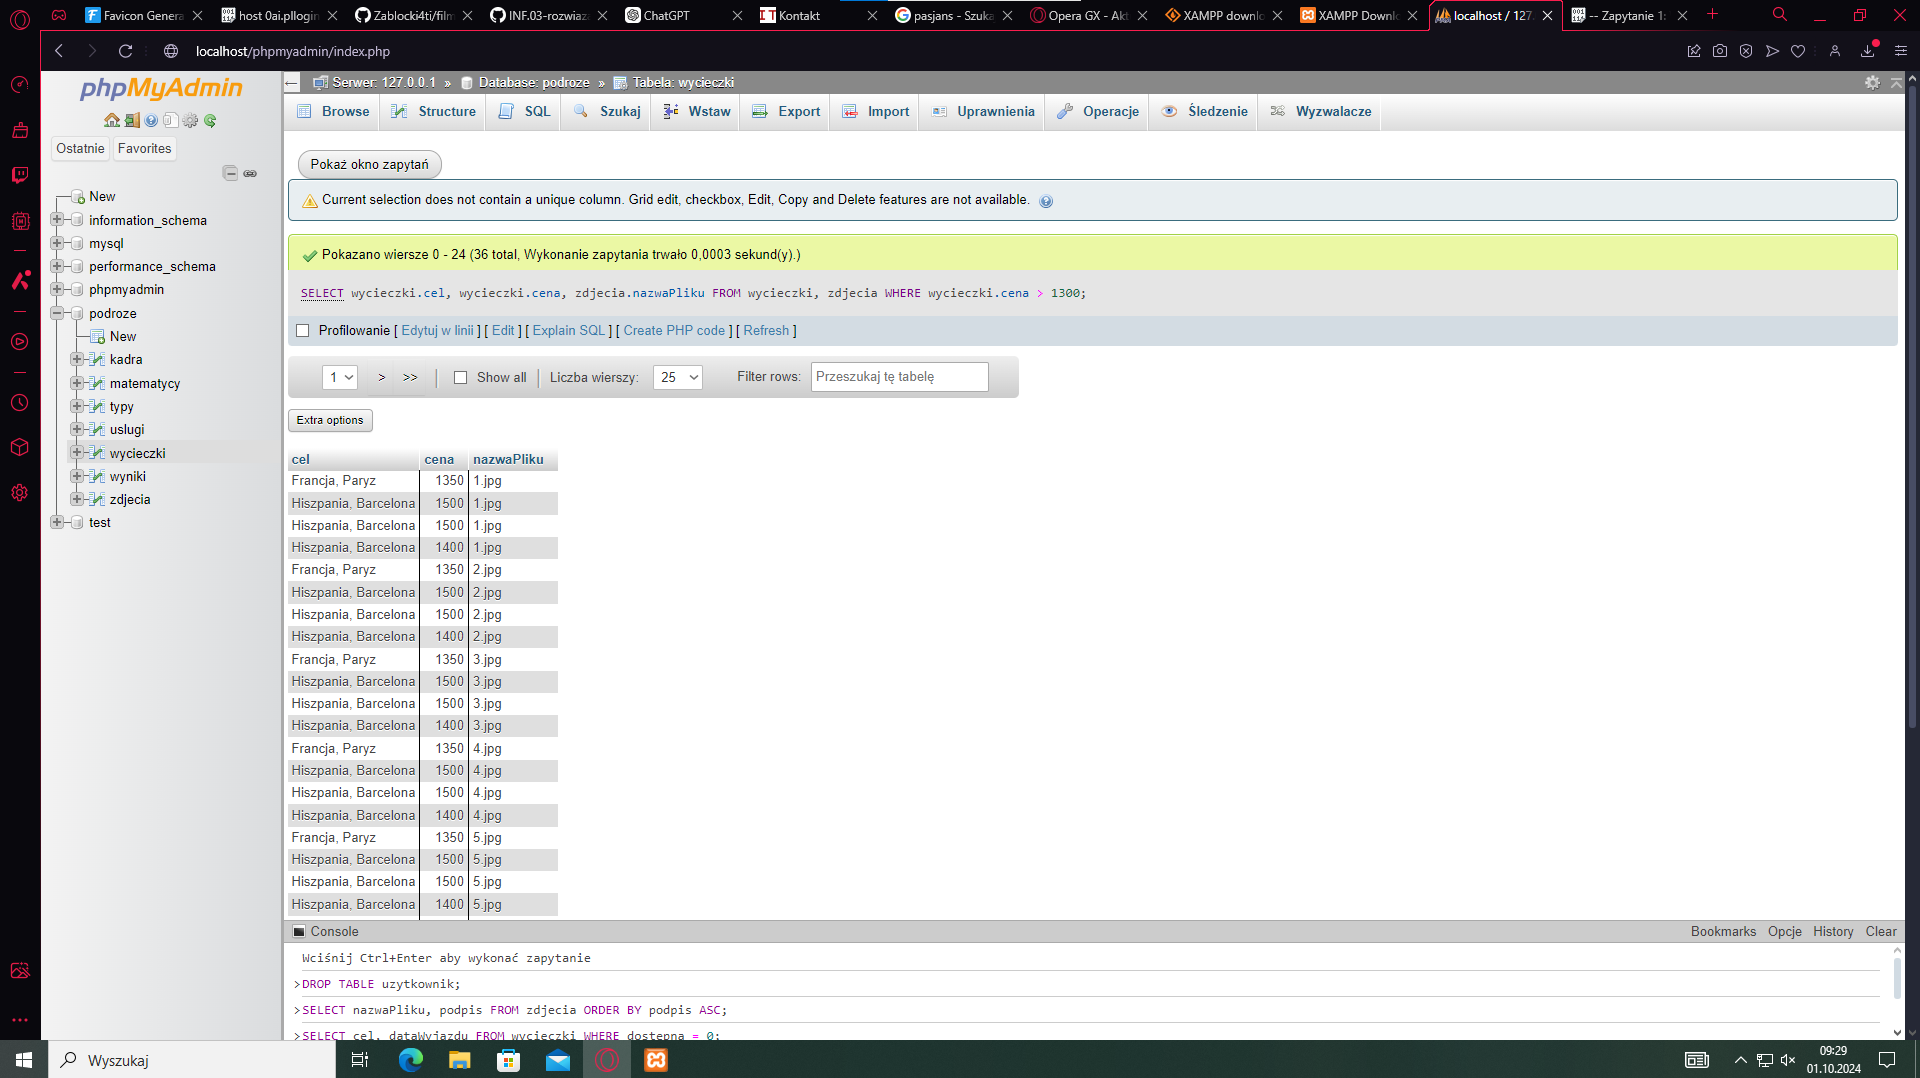 Favicon Genera
host 0ai.pllogin
Zablocki4ti/film
INF.03-rozwiaza
ChatGPT
Kontakt
pasjans - Szuka
Opera GX - Akt
XAMPP downlo
XAMPP Downlo
localhost / 127.
-- Zapytanie 1:
localhost/phpmyadmin/index.php
phpMyAdmin
Ostatnie
Favorites
New
information_schema
mysql
performance_schema
phpmyadmin
podroze
New
kadra
matematycy
typy
uslugi
wycieczki
wyniki
zdjecia
test
Serwer: 127.0.0.1 » Database: podroze » Tabela: wycieczki
Browse
Structure
SQL
Szukaj
Wstaw
Export
Import
Uprawnienia
Operacje
Śledzenie
Wyzwalacze
Pokaż okno zapytań
Current selection does not contain a unique column. Grid edit, checkbox, Edit, Copy and Delete features are not available.
Pokazano wiersze 0 - 24 (36 total, Wykonanie zapytania trwało 0,0003 sekund(y).)
SELECT wycieczki.cel, wycieczki.cena, zdjecia.nazwaPliku FROM wycieczki, zdjecia WHERE wycieczki.cena > 1300;
Profilowanie [ Edytuj w linii ] [ Edit ] [ Explain SQL ] [ Create PHP code ] [ Refresh ]
1 > >> | Show all | Liczba wierszy: 25 Filter rows: Przeszukaj tę tabelę
Extra options
cel cena nazwaPliku
Francja, Paryz 1350 1.jpg
Hiszpania, Barcelona 1500 1.jpg
Hiszpania, Barcelona 1500 1.jpg
Hiszpania, Barcelona 1400 1.jpg
Francja, Paryz 1350 2.jpg
Hiszpania, Barcelona 1500 2.jpg
Hiszpania, Barcelona 1500 2.jpg
Hiszpania, Barcelona 1400 2.jpg
Francja, Paryz 1350 3.jpg
Hiszpania, Barcelona 1500 3.jpg
Hiszpania, Barcelona 1500 3.jpg
Hiszpania, Barcelona 1400 3.jpg
Francja, Paryz 1350 4.jpg
Hiszpania, Barcelona 1500 4.jpg
Hiszpania, Barcelona 1500 4.jpg
Hiszpania, Barcelona 1400 4.jpg
Francja, Paryz 1350 5.jpg
Hiszpania, Barcelona 1500 5.jpg
Hiszpania, Barcelona 1500 5.jpg
Hiszpania, Barcelona 1400 5.jpg
Console
Bookmarks Opcje History Clear
Wciśnij Ctrl+Enter aby wykonać zapytanie
>DROP TABLE uzytkownik;
>SELECT nazwaPliku, podpis FROM zdjecia ORDER BY podpis ASC;
>SELECT cel, dataWyjazdu FROM wycieczki WHERE dostepna = 0;
Wyszukaj
09:29
01.10.2024